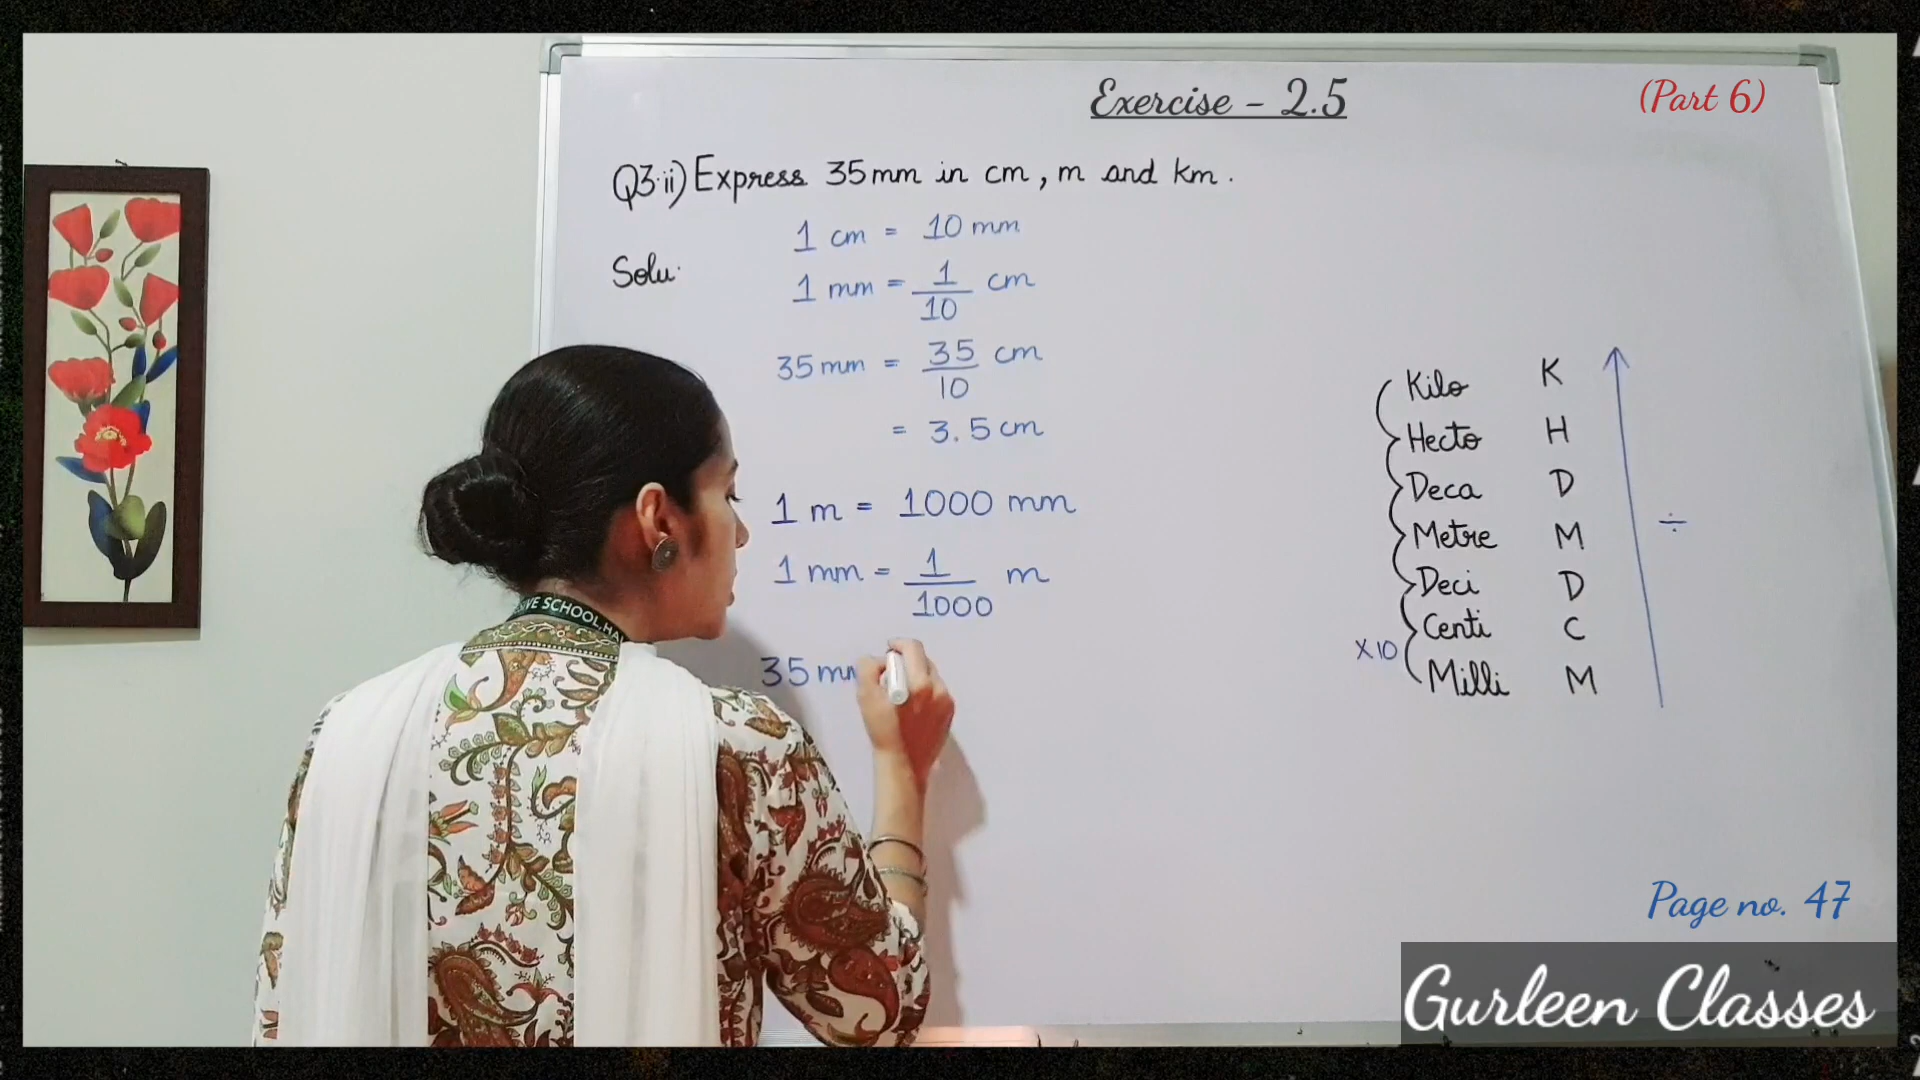 Exercise - 2.5
(Part 6)
Q3.ii) Express 35mm in cm, m and km.
Solu.
1 cm = 10 mm
1 mm = 1/10 cm
35 mm = 35/10 cm
= 3.5 cm
1 m = 1000 mm
1 mm = 1/1000 m
35 mm
Kilo K
Hecto H
Deca D
Metre M
Deci D
Centi C
Milli M
÷
X10
SCHOOL,
Page no. 47
Gurleen Classes